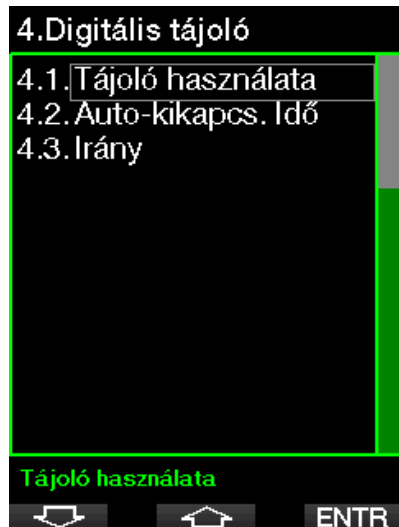 4.Digitális tájoló
4.1.Tájoló használata
4.2.Auto-kikapcs. Idő
4.3.Irány
Tájoló használata
ENTR